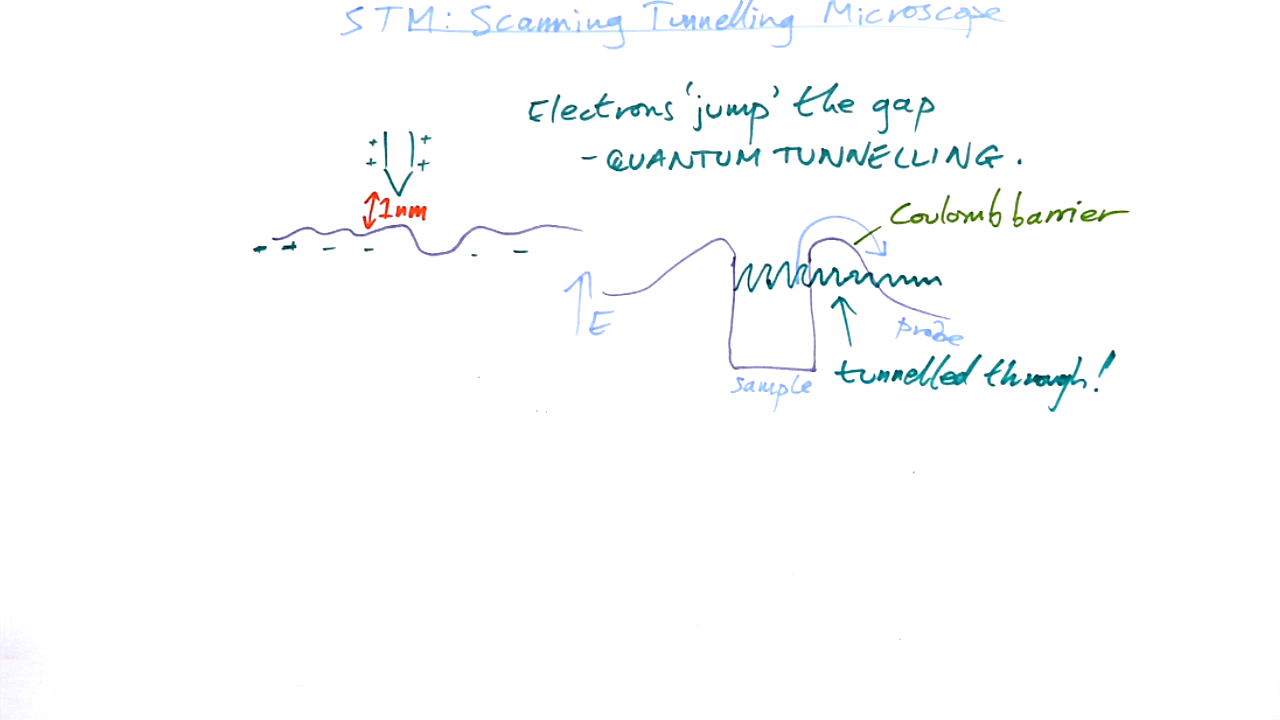 STM: Scanning Tunnelling Microscope
Electrons 'jump' the gap
- QUANTUM TUNNELLING.
+ +
+ +
1nm
Coulomb barrier
- - - - - -
E
probe
tunnelled through!
sample